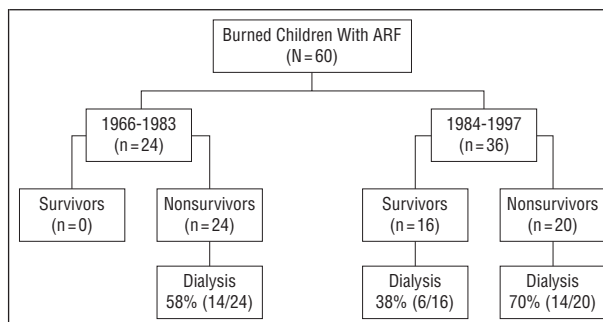 Burned Children With ARF
(N=60)
1966-1983
(n=24)
1984-1997
(n=36)
Survivors
(n=0)
Nonsurvivors
(n=24)
Survivors
(n=16)
Nonsurvivors
(n=20)
Dialysis
58% (14/24)
Dialysis
38% (6/16)
Dialysis
70% (14/20)